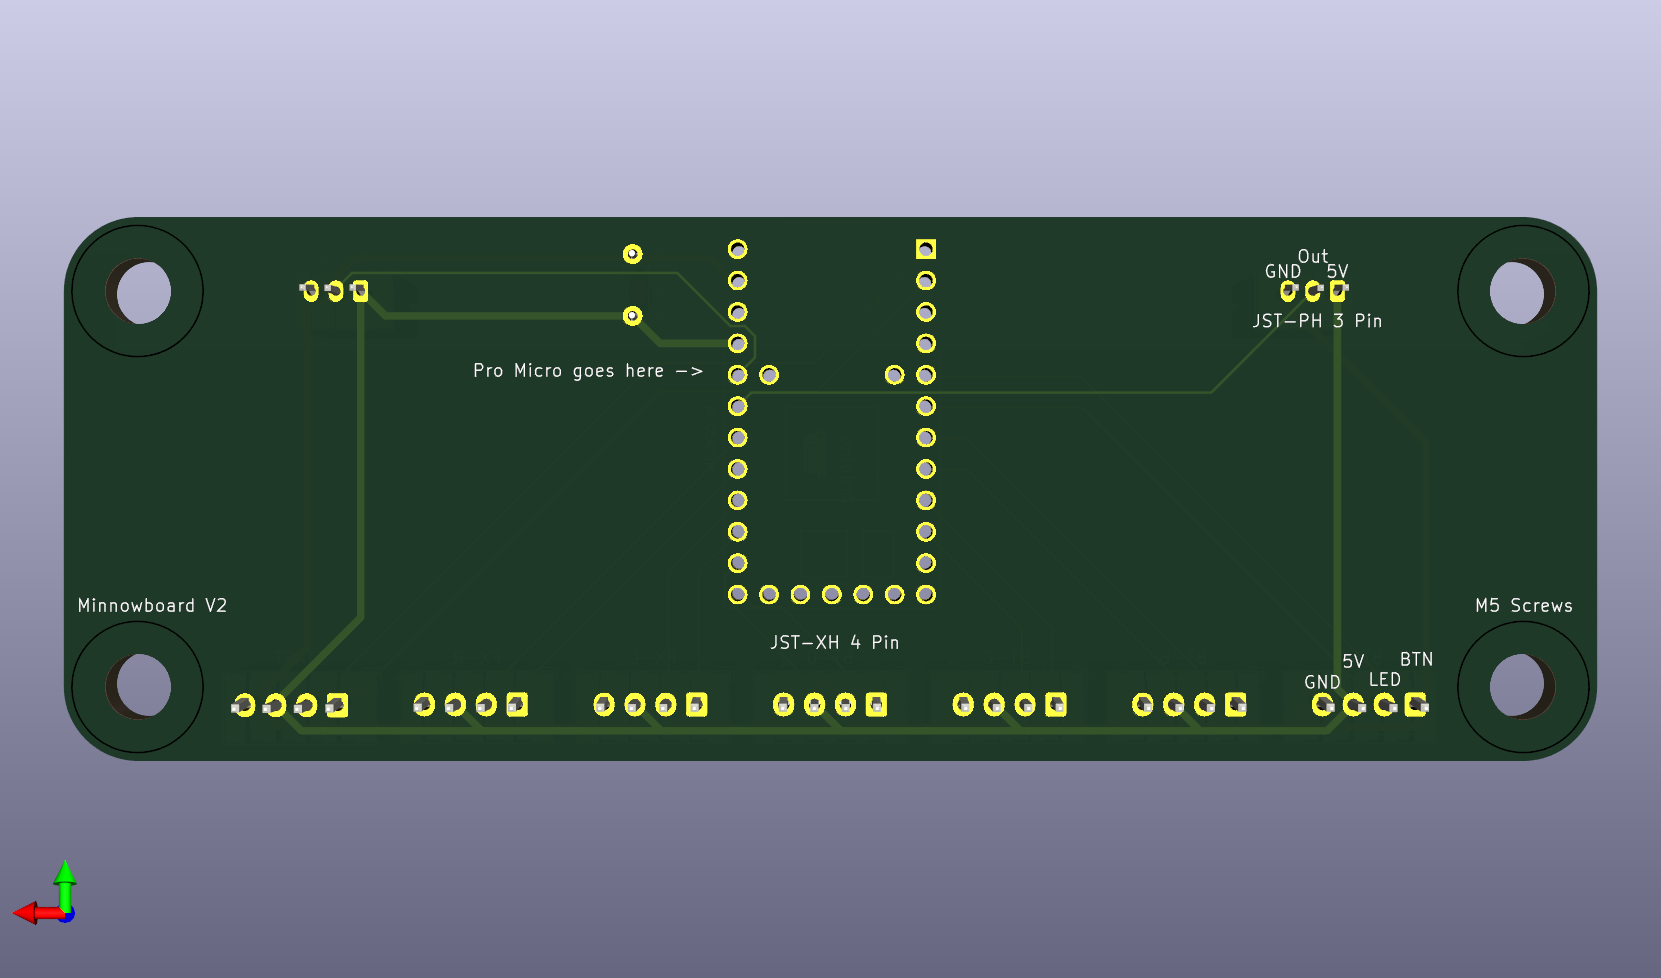 Out
GND 5V
JST-PH 3 Pin
Pro Micro goes here ->
Minnowboard V2
M5 Screws
JST-XH 4 Pin
5V BTN
GND LED